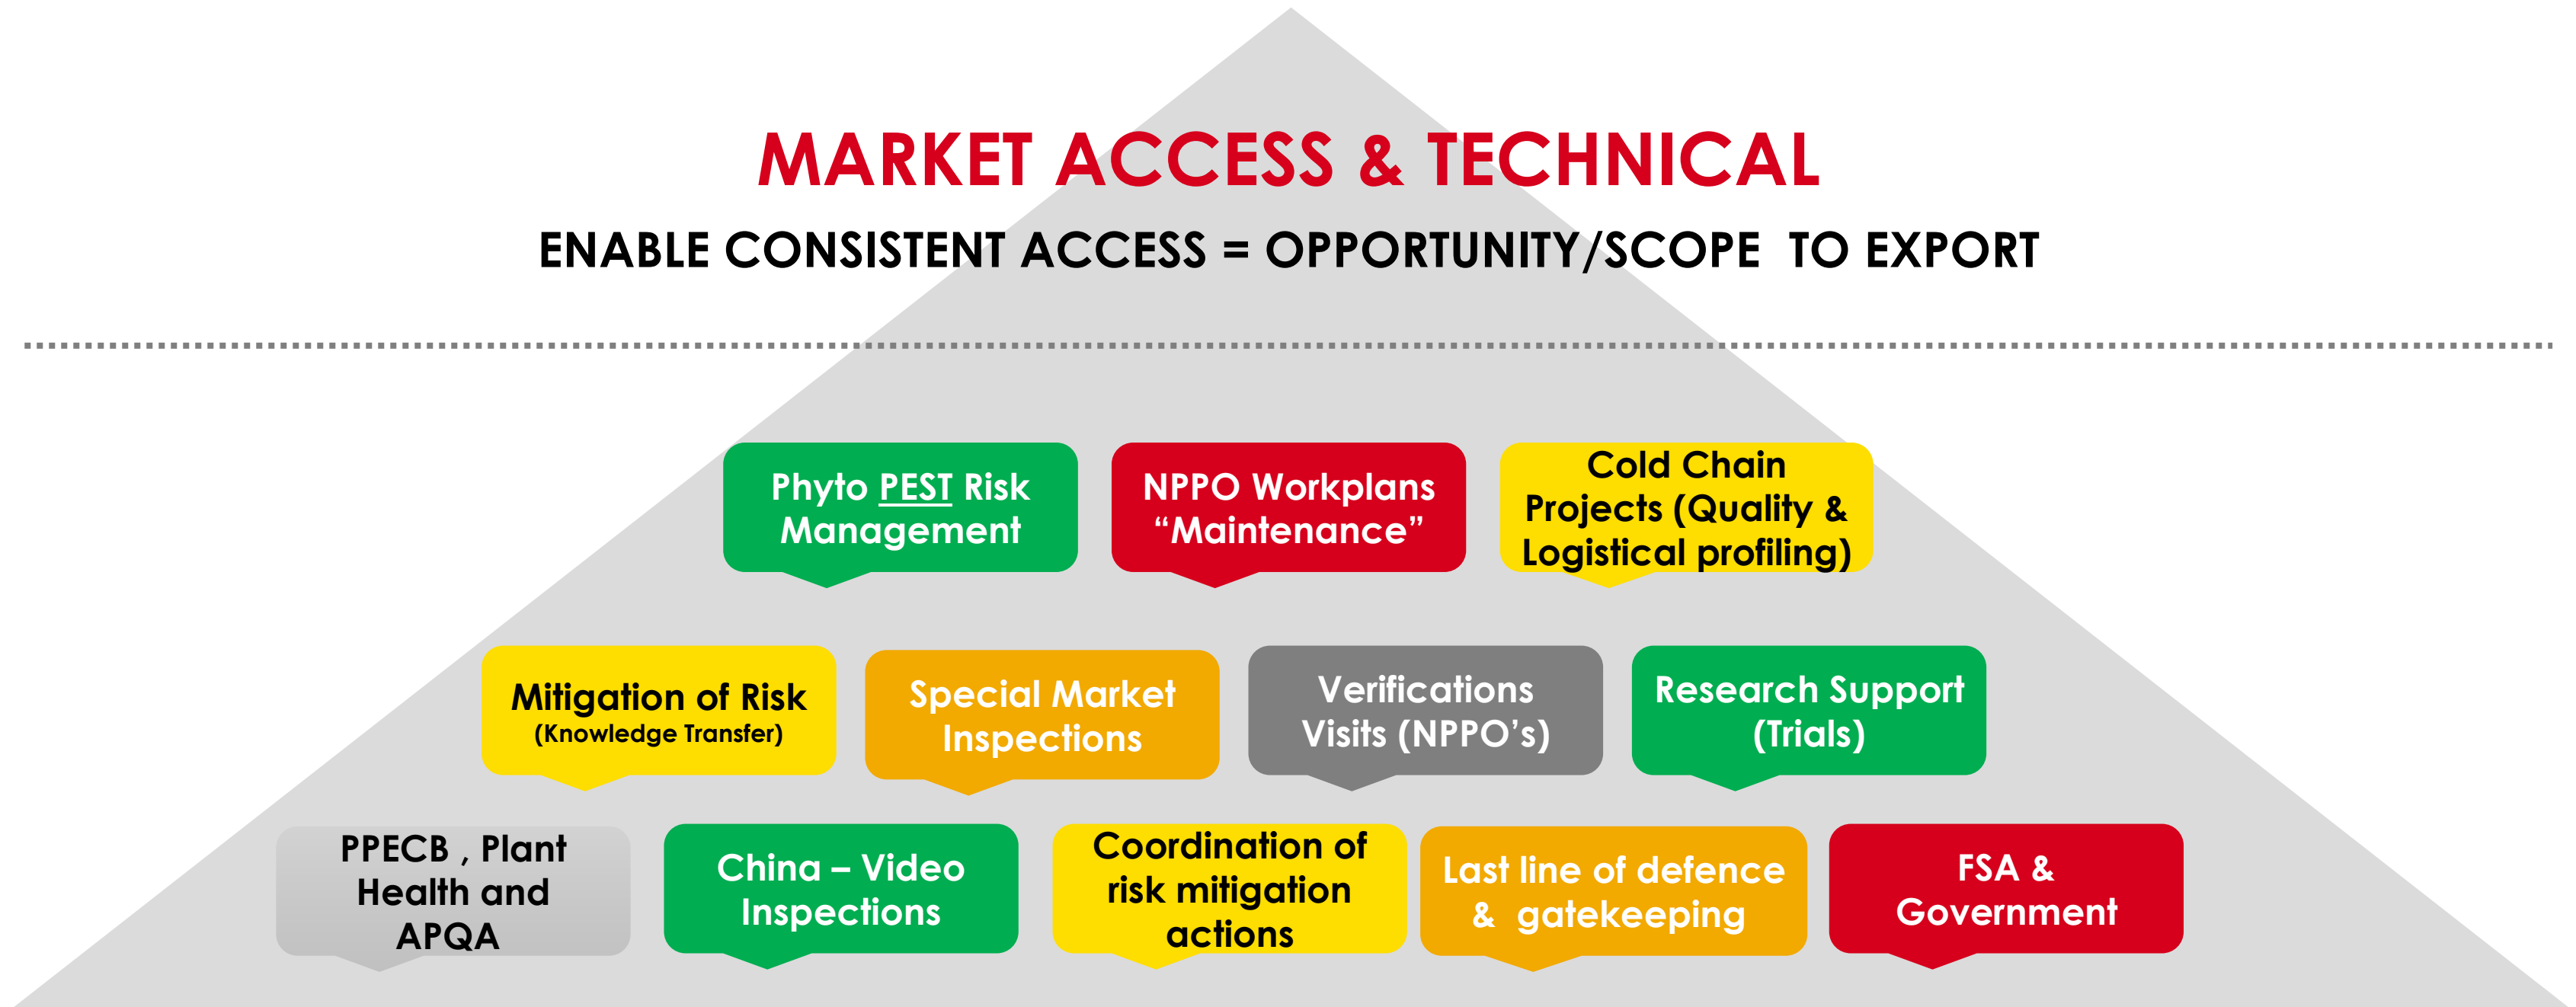 MARKET ACCESS & TECHNICAL
ENABLE CONSISTENT ACCESS = OPPORTUNITY/SCOPE  TO EXPORT
Phyto PEST Risk
Management
NPPO Workplans
“Maintenance”
Cold Chain
Projects (Quality &
Logistical profiling)
Mitigation of Risk
(Knowledge Transfer)
Special Market
Inspections
Verifications
Visits (NPPO’s)
Research Support
(Trials)
PPECB , Plant
Health and
APQA
China – Video
Inspections
Coordination of
risk mitigation
actions
Last line of defence
&  gatekeeping
FSA &
Government